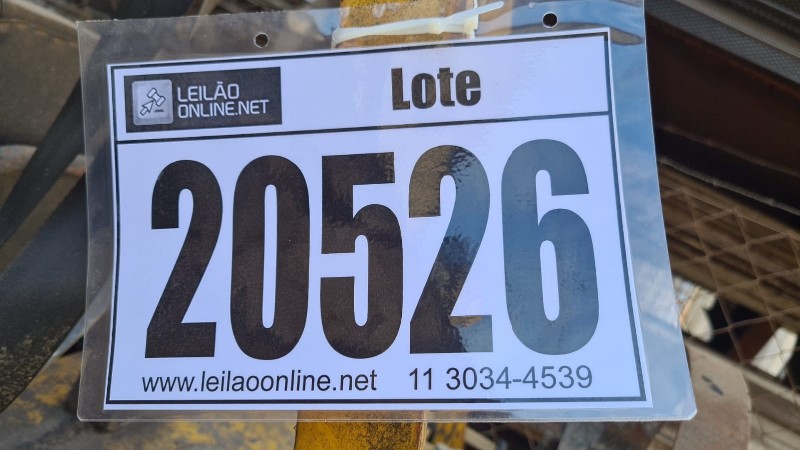 LEILÃO
ONLINE.NET
Lote
20526
www.leilaoonline.net 11 3034-4539